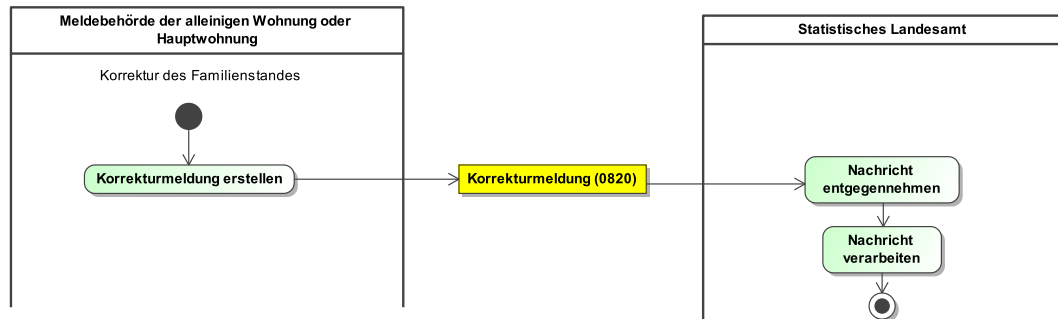 Meldebehörde der alleinigen Wohnung oder
Hauptwohnung
Statistisches Landesamt
Korrektur des Familienstandes
Korrekturmeldung erstellen
Korrekturmeldung (0820)
Nachricht
entgegennehmen
Nachricht
verarbeiten